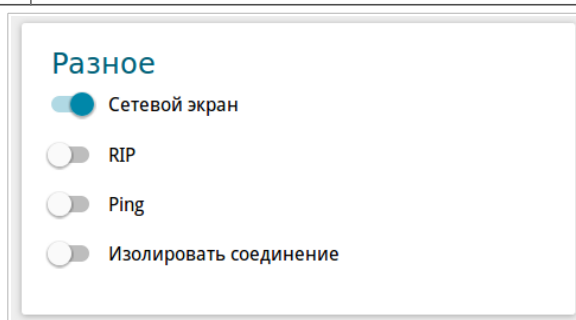 Разное
Сетевой экран
RIP
Ping
Изолировать соединение